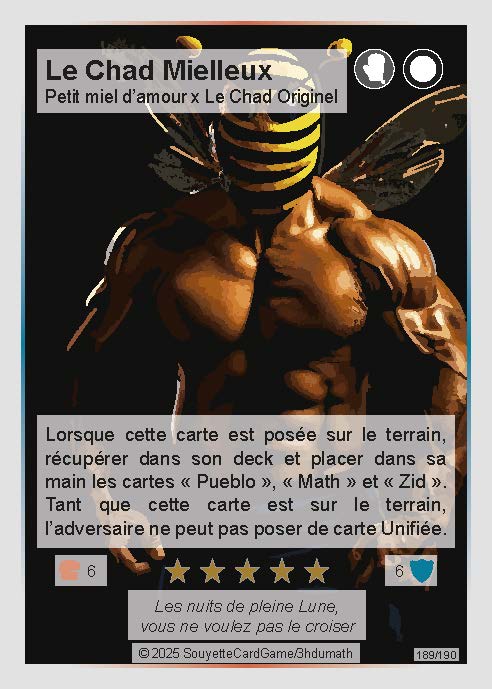 Le Chad Mielleux
Petit miel d'amour x Le Chad Originel
Lorsque cette carte est posée sur le terrain,
récupérer dans son deck et placer dans sa
main les cartes « Pueblo », « Math » et « Zid ».
Tant que cette carte est sur le terrain,
l'adversaire ne peut pas poser de carte Unifiée.
6
6
Les nuits de pleine Lune,
vous ne voulez pas le croiser
© 2025 SouyetteCardGame/3hdumath
189/190